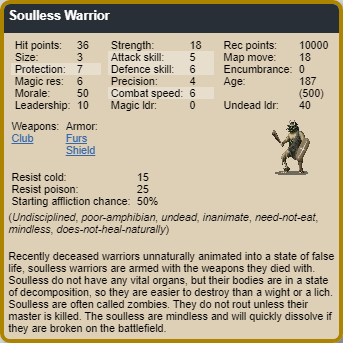 Soulless Warrior
Hit points: 36 Strength: 18 Rec points: 10000
Size: 3 Attack skill: 5 Map move: 18
Protection: 7 Defence skill: 6 Encumbrance: 0
Magic res: 6 Precision: 4 Age: 187
Morale: 50 Combat speed: 6 (500)
Leadership: 10 Magic ldr: 0 Undead ldr: 40
Weapons: Armor:
Club Furs
Shield
Resist cold: 15
Resist poison: 25
Starting affliction chance: 50%
(Undisciplined, poor-amphibian, undead, inanimate, need-not-eat,
mindless, does-not-heal-naturally)
Recently deceased warriors unnaturally animated into a state of false
life, soulless warriors are armed with the weapons they died with.
Soulless do not have any vital organs, but their bodies are in a state
of decomposition, so they are easier to destroy than a wight or a lich.
Soulless are often called zombies. They do not rout unless their
master is killed. The soulless are mindless and will quickly dissolve if
they are broken on the battlefield.